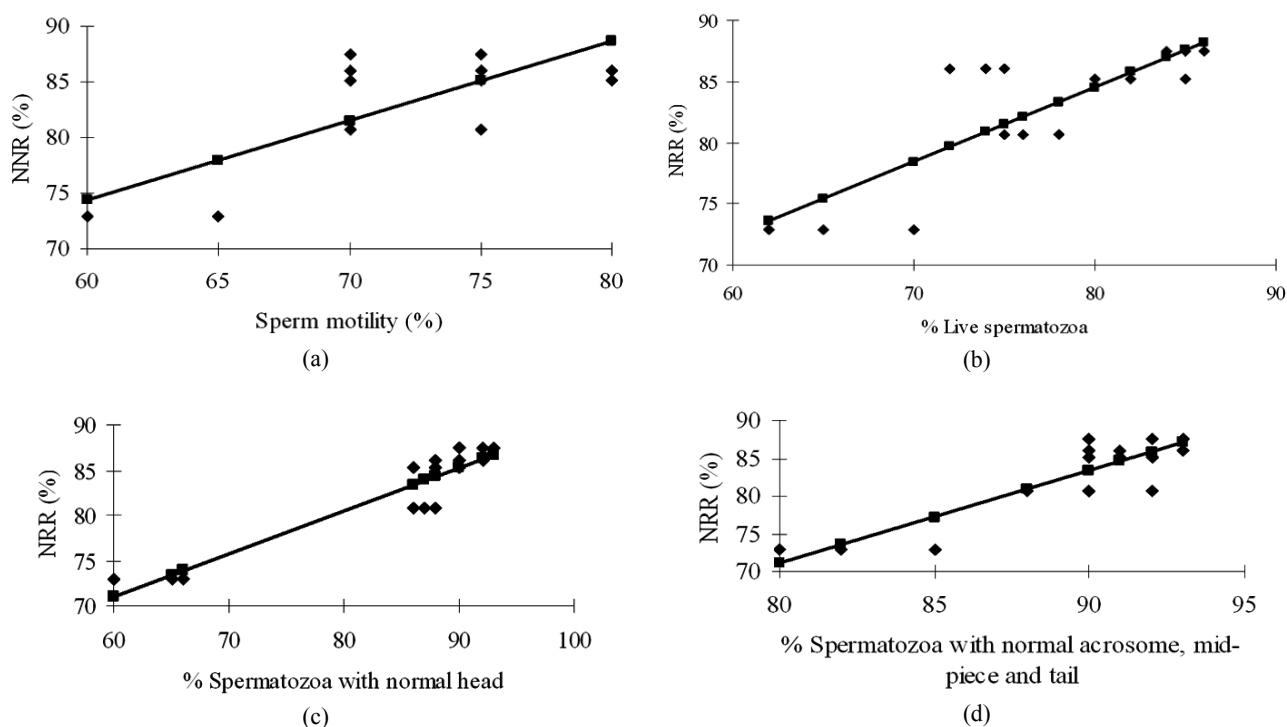 90
85
80
75
70
NNR (%)
60 65 70 75 80
Sperm motility (%)
(a)
90
85
80
75
70
NRR (%)
60 70 80 90
% Live spermatozoa
(b)
90
85
80
75
70
NRR (%)
60 70 80 90 100
% Spermatozoa with normal head
(c)
90
85
80
75
70
NRR (%)
80 85 90 95
% Spermatozoa with normal acrosome, mid-
piece and tail
(d)